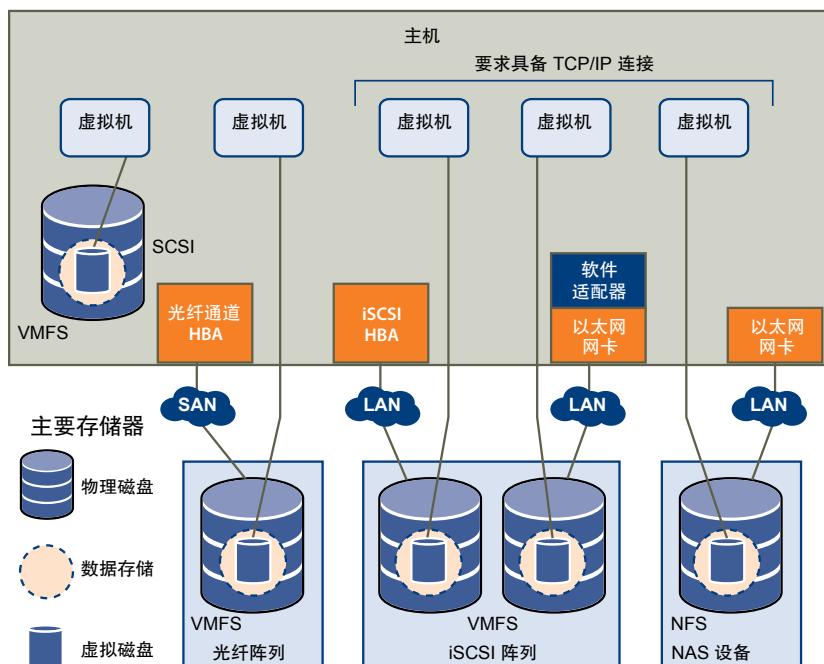 主机
要求具备 TCP/IP 连接
虚拟机
虚拟机
虚拟机
虚拟机
虚拟机
SCSI
VMFS
光纤通道
HBA
iSCSI
HBA
软件
适配器
以太网
网卡
以太网
网卡
SAN
LAN
LAN
LAN
主要存储器
物理磁盘
数据存储
虚拟磁盘
VMFS
光纤阵列
VMFS
iSCSI 阵列
NFS
NAS 设备